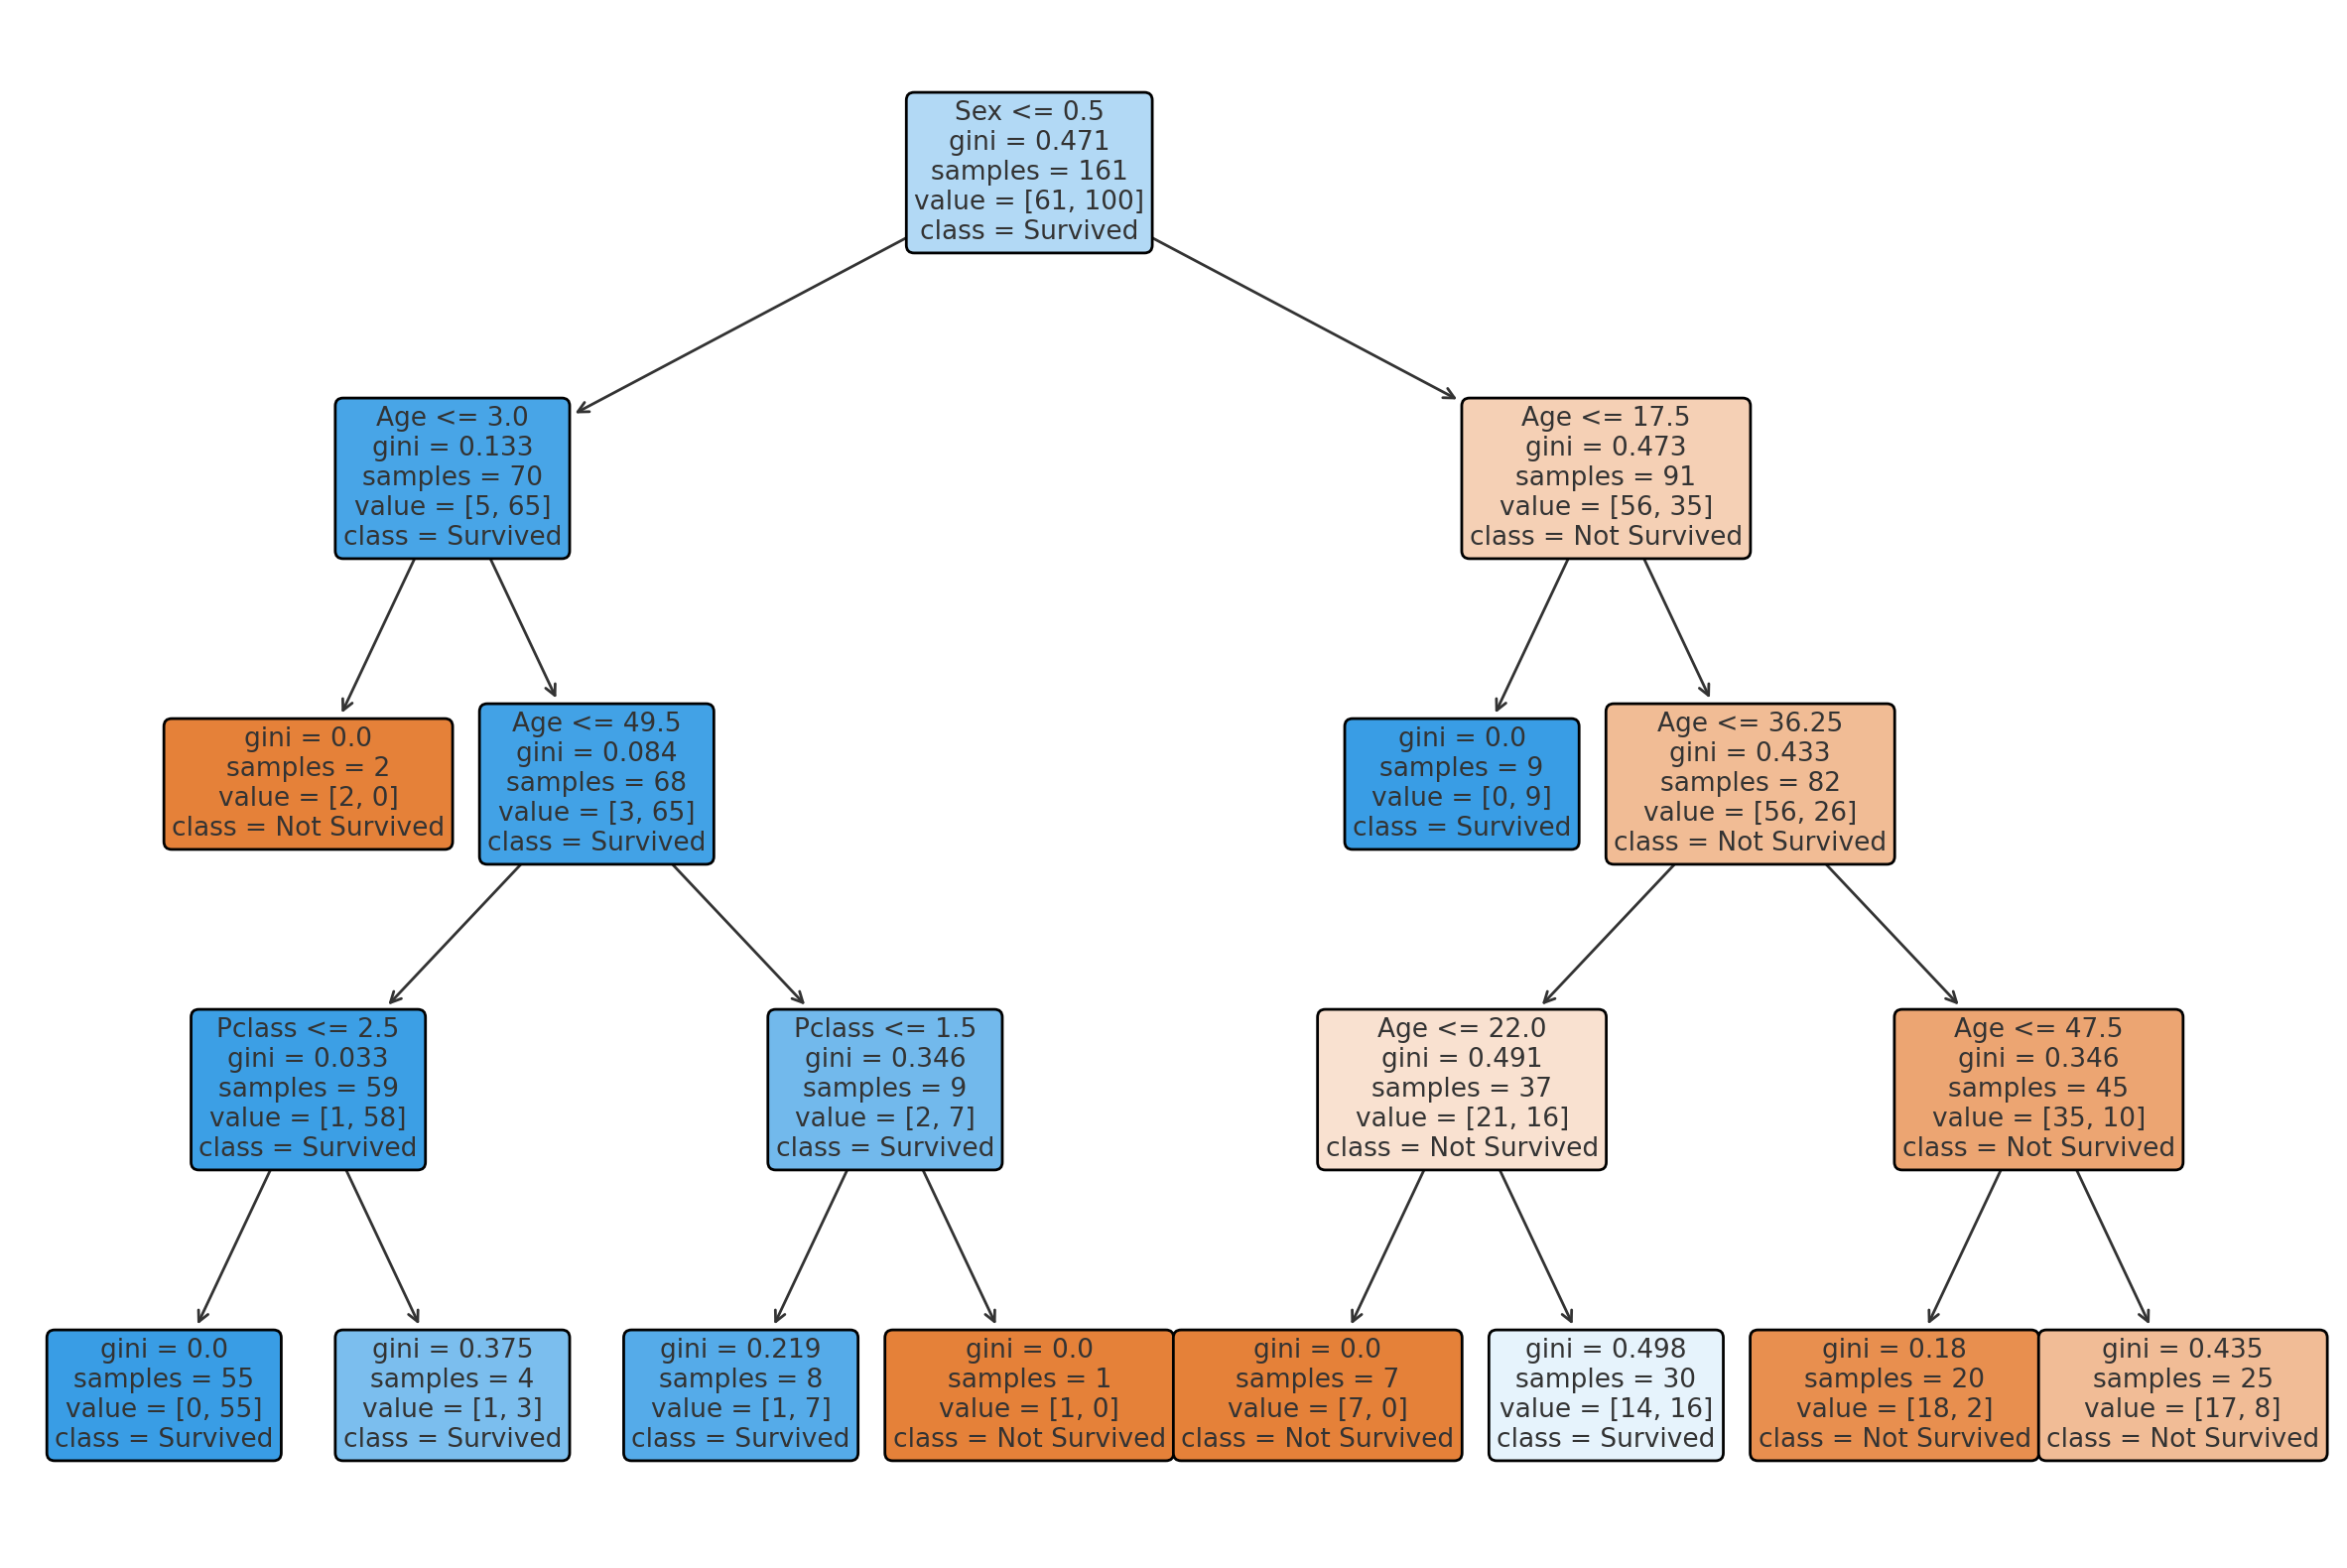 Sex <= 0.5
gini = 0.471
samples = 161
value = [61, 100]
class = Survived
Age <= 3.0
gini = 0.133
samples = 70
value = [5, 65]
class = Survived
Age <= 17.5
gini = 0.473
samples = 91
value = [56, 35]
class = Not Survived
gini = 0.0
samples = 2
value = [2, 0]
class = Not Survived
Age <= 49.5
gini = 0.084
samples = 68
value = [3, 65]
class = Survived
gini = 0.0
samples = 9
value = [0, 9]
class = Survived
Age <= 36.25
gini = 0.433
samples = 82
value = [56, 26]
class = Not Survived
Pclass <= 2.5
gini = 0.033
samples = 59
value = [1, 58]
class = Survived
Pclass <= 1.5
gini = 0.346
samples = 9
value = [2, 7]
class = Survived
Age <= 22.0
gini = 0.491
samples = 37
value = [21, 16]
class = Not Survived
Age <= 47.5
gini = 0.346
samples = 45
value = [35, 10]
class = Not Survived
gini = 0.0
samples = 55
value = [0, 55]
class = Survived
gini = 0.375
samples = 4
value = [1, 3]
class = Survived
gini = 0.219
samples = 8
value = [1, 7]
class = Survived
gini = 0.0
samples = 1
value = [1, 0]
class = Not Survived
gini = 0.0
samples = 7
value = [7, 0]
class = Not Survived
gini = 0.498
samples = 30
value = [14, 16]
class = Survived
gini = 0.18
samples = 20
value = [18, 2]
class = Not Survived
gini = 0.435
samples = 25
value = [17, 8]
class = Not Survived